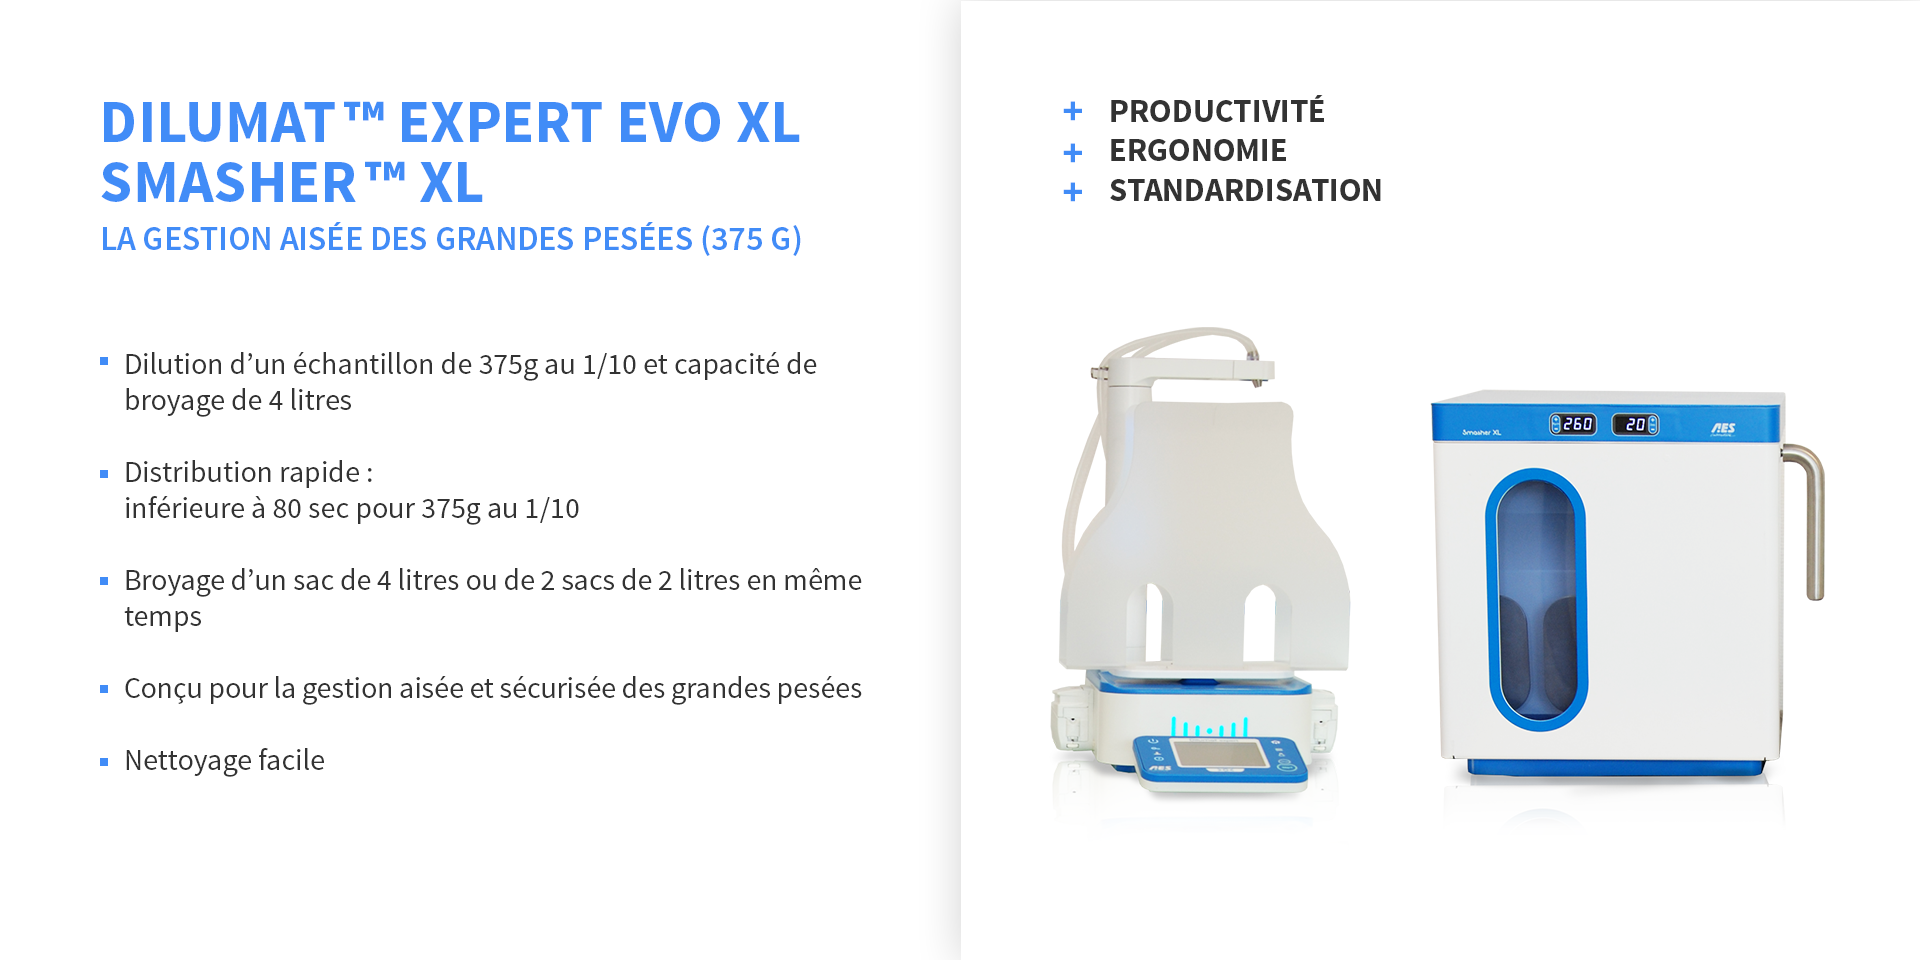 DILUMAT™ EXPERT EVO XL
SMASHER™ XL
LA GESTION AISÉE DES GRANDES PESÉES (375 G)
Dilution d’un échantillon de 375g au 1/10 et capacité de
broyage de 4 litres
Distribution rapide :
inférieure à 80 sec pour 375g au 1/10
Broyage d’un sac de 4 litres ou de 2 sacs de 2 litres en même
temps
Conçu pour la gestion aisée et sécurisée des grandes pesées
Nettoyage facile
+ PRODUCTIVITÉ
+ ERGONOMIE
+ STANDARDISATION
Smasher XL
260
20
AES
AES